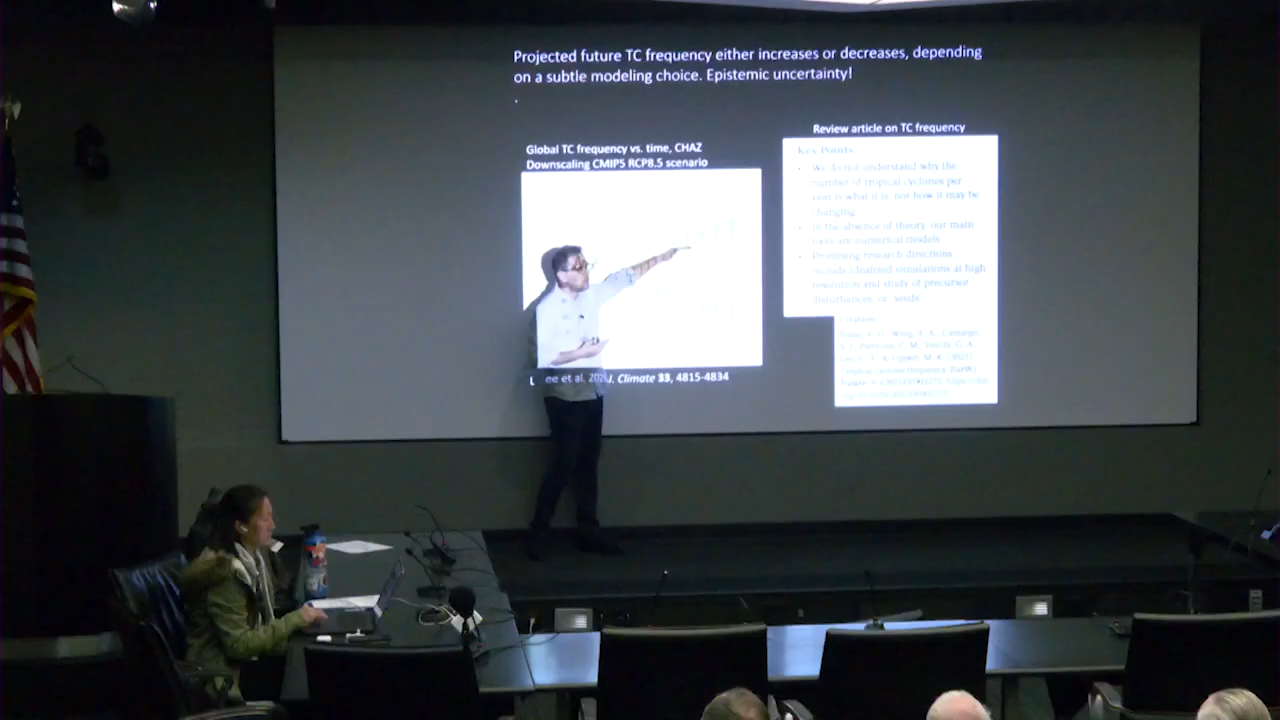 Projected future TC frequency either increases or decreases, depending
on a subtle modeling choice. Epistemic uncertainty!
.
Global TC frequency vs. time, CHAZ
Downscaling CMIP5 RCP8.5 scenario
ee et al. J. Climate 33, 4815-4834
Review article on TC frequency
Key Points:
• We do not understand why the
number of tropical cyclones per
year is what it is, nor how it may be
changing
• In the absence of theory, our main
tools are numerical models
• Promising research directions
include idealized simulations at high
resolution and study of precursor
disturbances, or "seeds"
Citation: